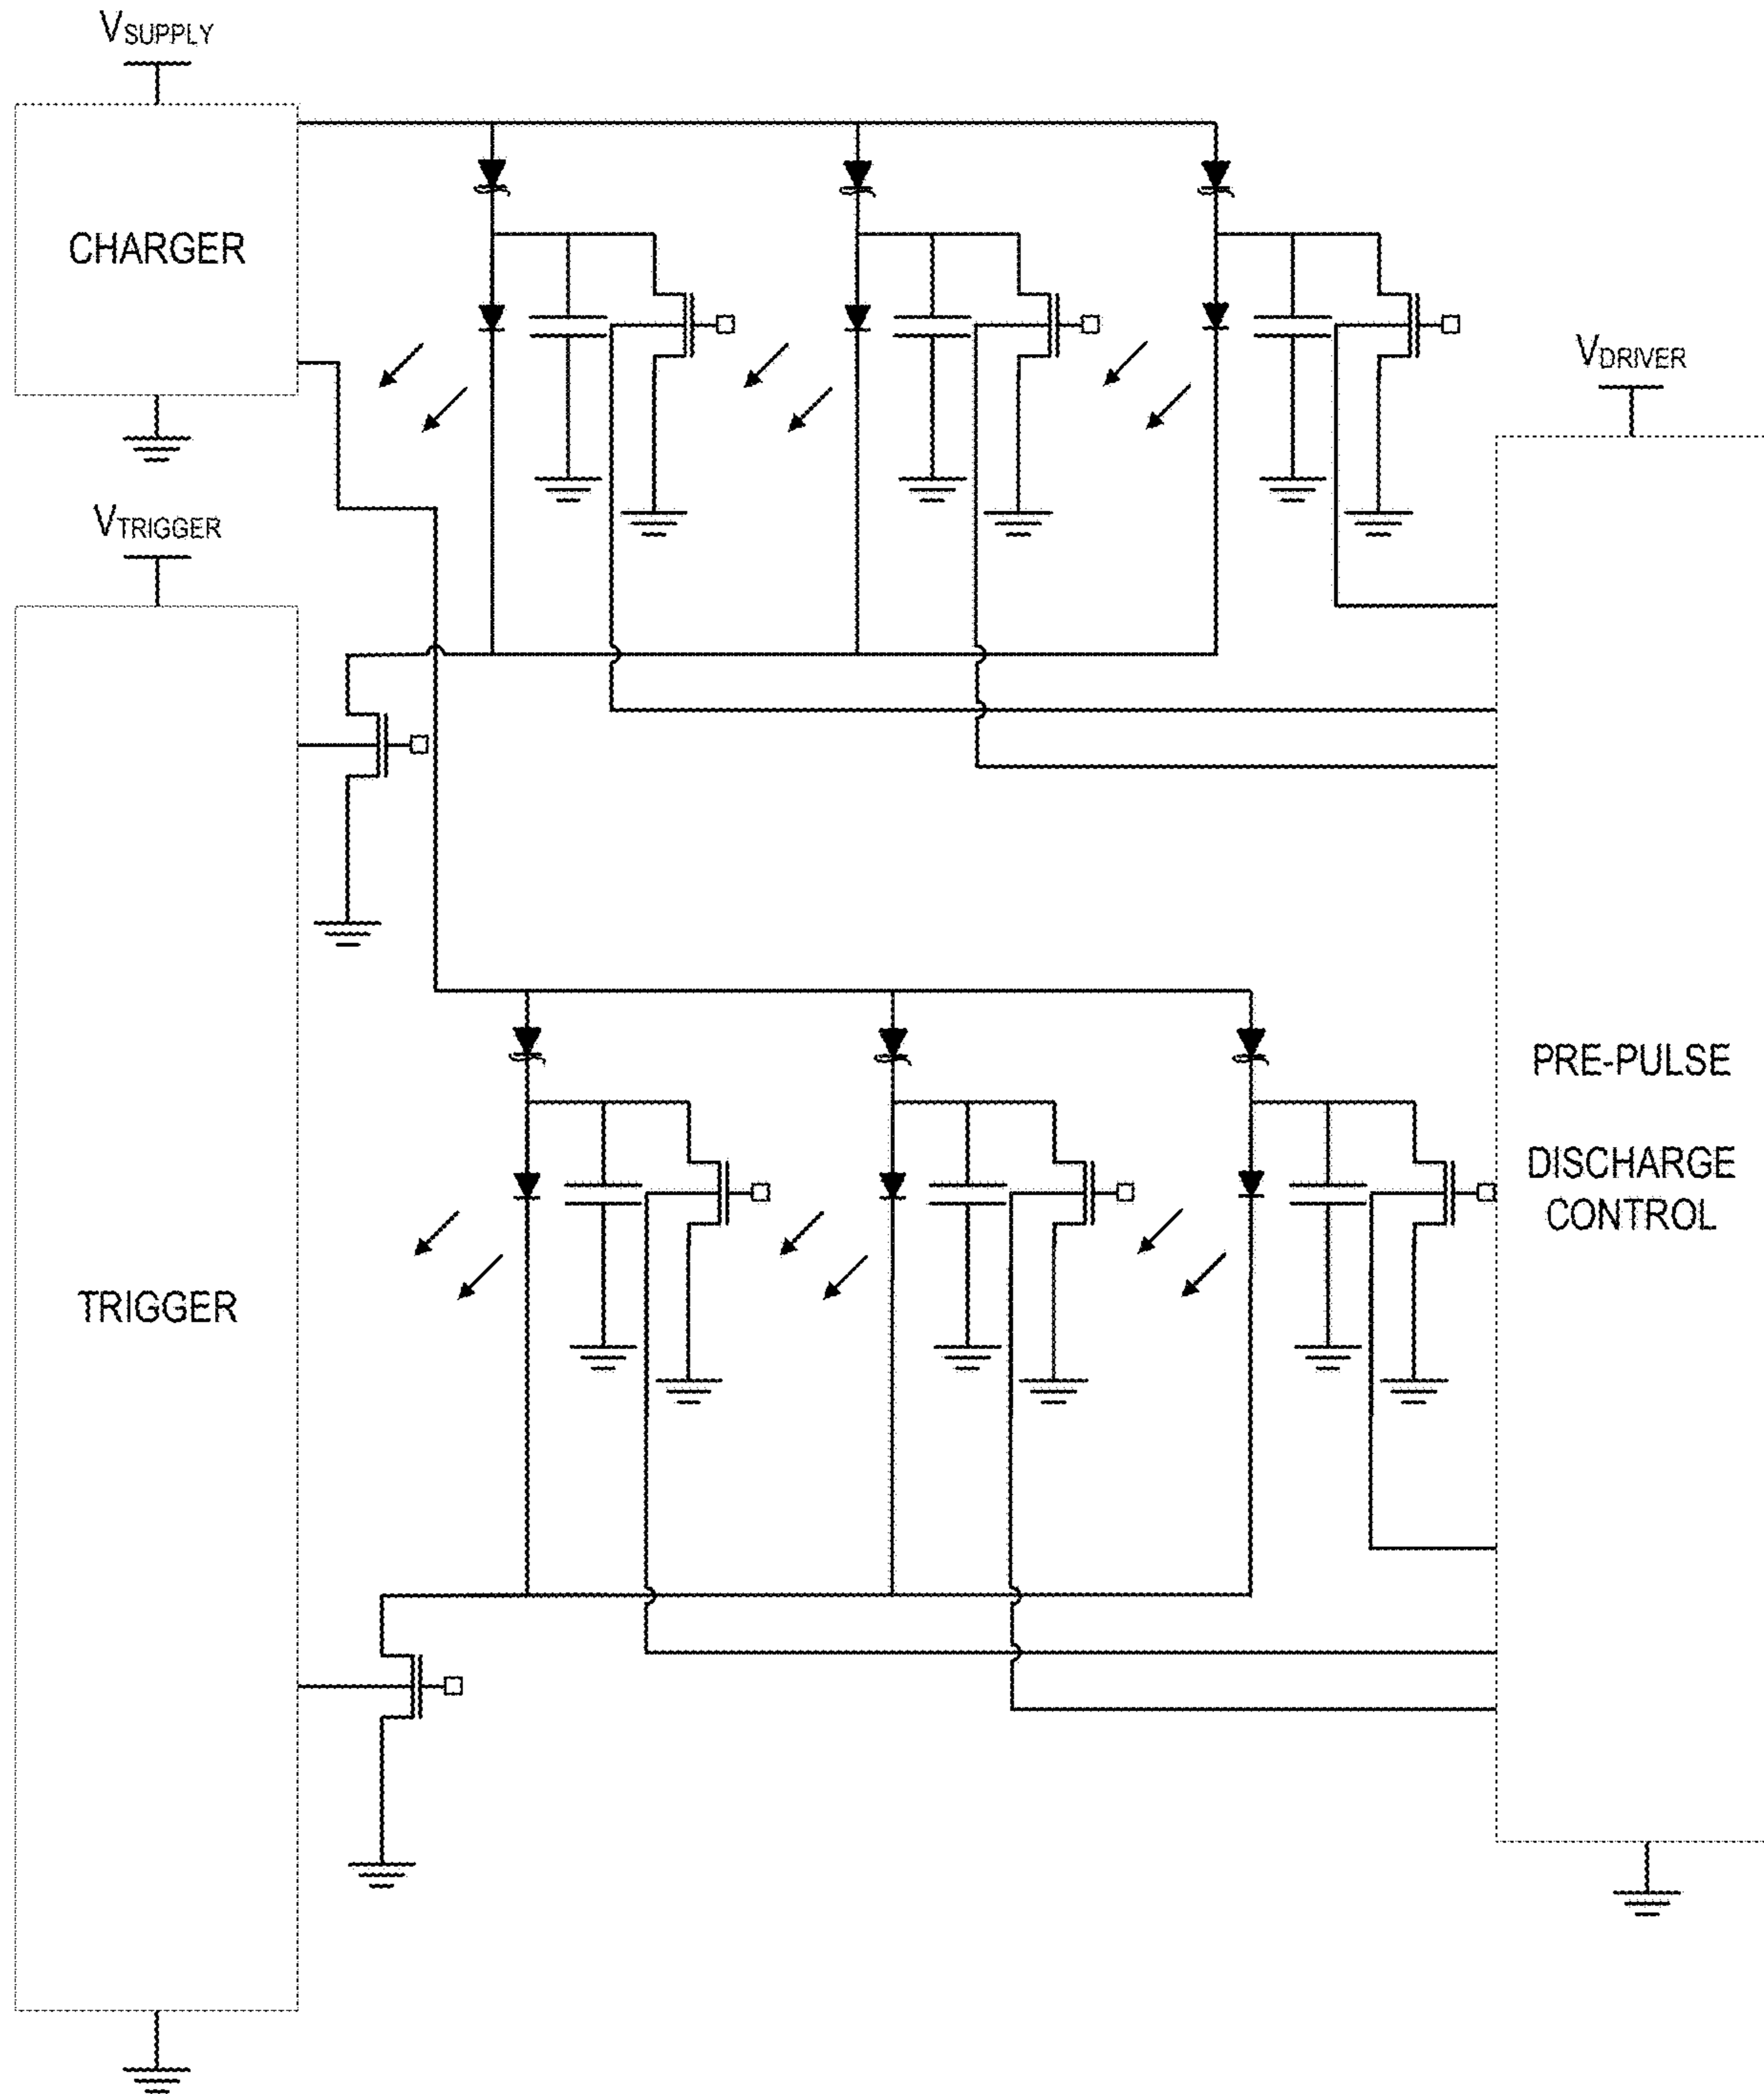 VSUPPLY
CHARGER
VDRIVER
VTRIGGER
PRE-PULSE
DISCHARGE
CONTROL
TRIGGER